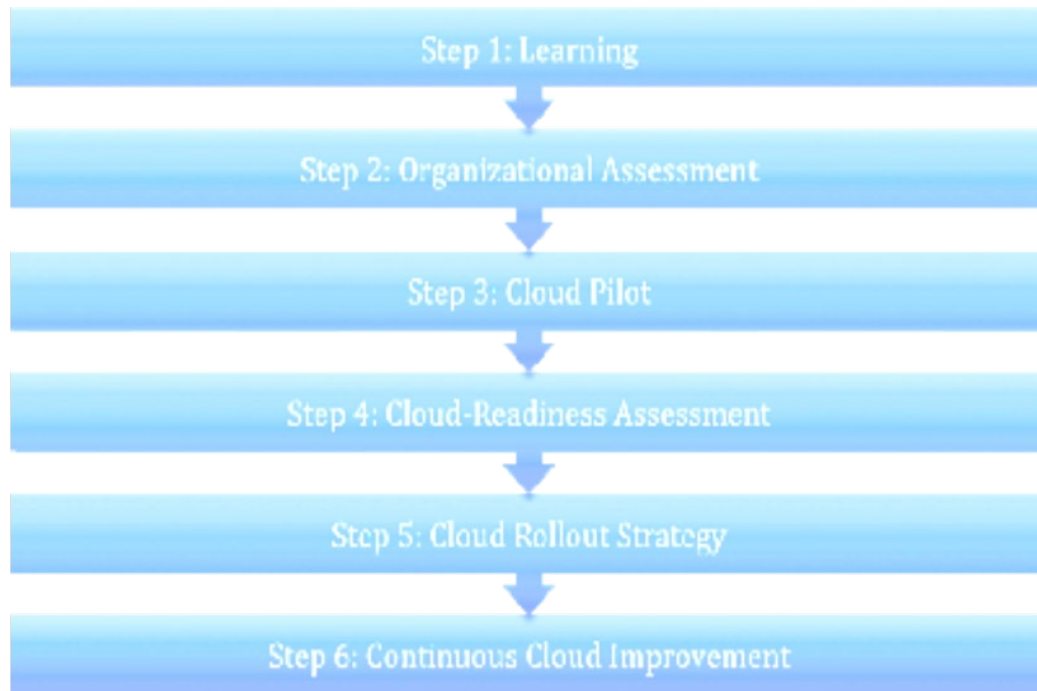 Step 1: Learning
Step 2: Organizational Assessment
Step 3: Cloud Pilot
Step 4: Cloud-Readiness Assessment
Step 5: Cloud Rollout Strategy
Step 6: Continuous Cloud Improvement